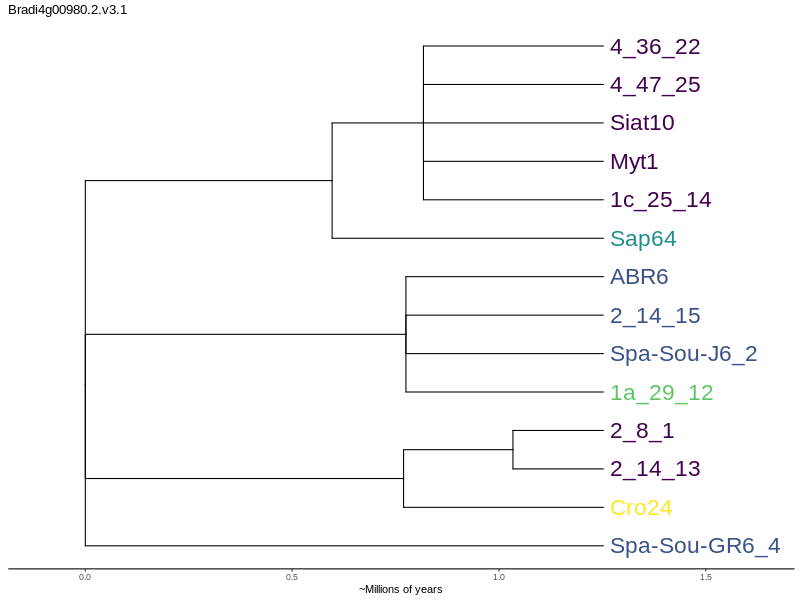 Bradi4g00980.2.v3.1
4_36_22
4_47_25
Siat10
Myt1
1c_25_14
Sap64
ABR6
2_14_15
Spa-Sou-J6_2
1a_29_12
2_8_1
2_14_13
Cro24
Spa-Sou-GR6_4
0.0 0.5 1.0 1.5
~Millions of years